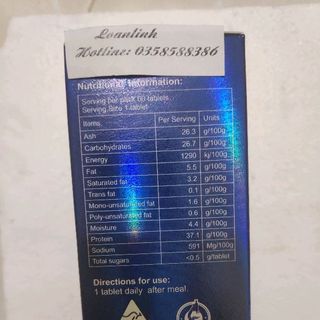 Loanlinh
Hotline: 0358588386
Nutritional Information:
Serving per pack 60 tablets
Serving Size 1 tablet
Items Per Serving Units
Ash 26.3 g/100g
Carbohydrates 26.7 g/100g
Energy 1290 kj/100g
Fat 5.5 g/100g
Saturated fat 3.2 g/100g
Trans fat 0.1 g/100g
Mono-unsaturated fat 1.6 g/100g
Poly-unsaturated fat 0.6 g/100g
Moisture 4.4 g/100g
Protein 37.1 g/100g
Sodium 591 Mg/100g
Total sugars <0.5 g/tablet
Directions for use:
1 tablet daily after meal.